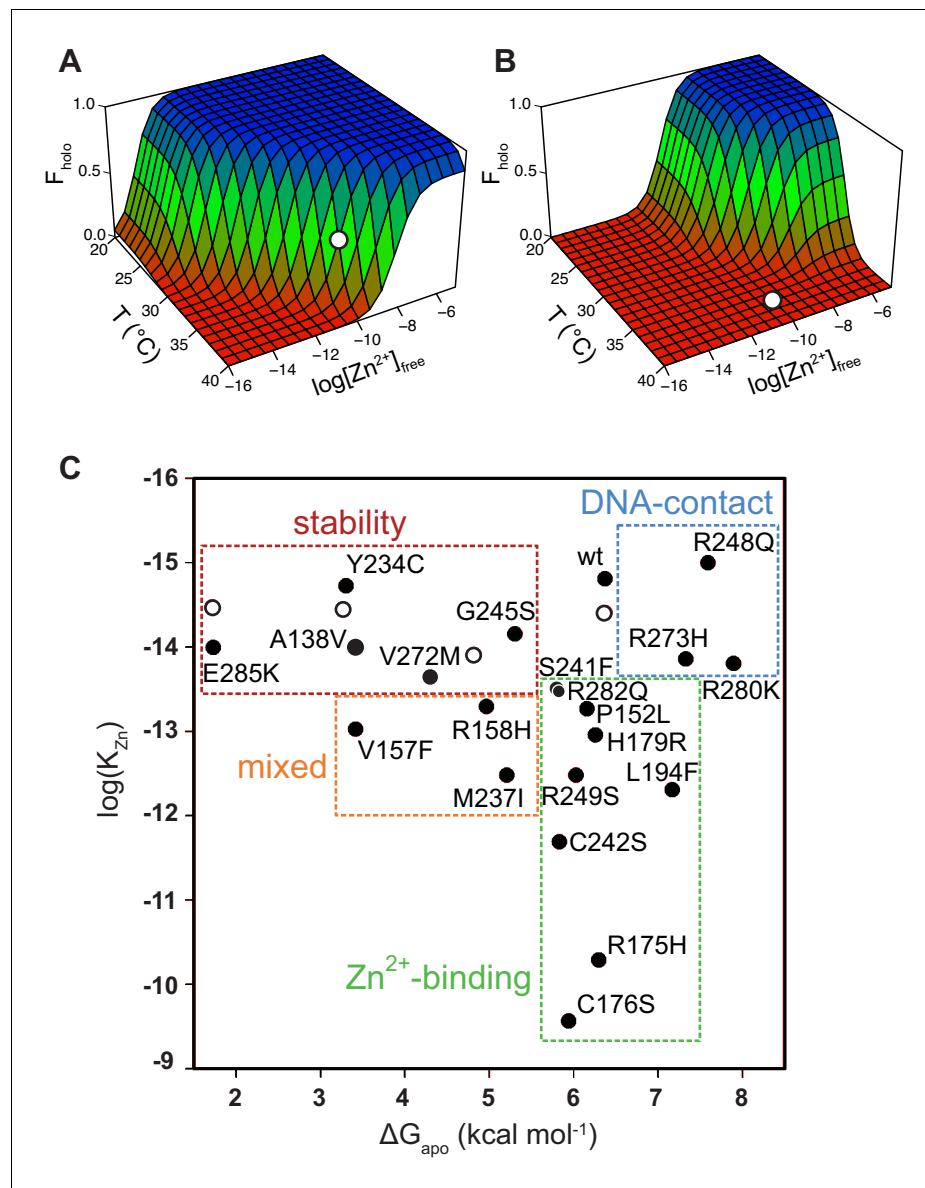 A
B
1.0
0.5
0.0
F_holo
20
25
30
35
40
T (°C)
−16
−14
−12
−10
−8
−6
log[Zn²⁺]_free
1.0
0.5
0.0
F_holo
20
25
30
35
40
T (°C)
−16
−14
−12
−10
−8
−6
log[Zn²⁺]_free
C
-16
-15
-14
-13
-12
-11
-10
-9
log(K_Zn)
DNA-contact
stability
wt
R248Q
Y234C
G245S
A138V
R273H
V272M
E285K
S241F
R280K
R282Q
P152L
R158H
V157F
H179R
mixed
L194F
M237I
R249S
C242S
R175H
Zn²⁺-binding
C176S
2
3
4
5
6
7
8
ΔG_apo (kcal mol⁻¹)